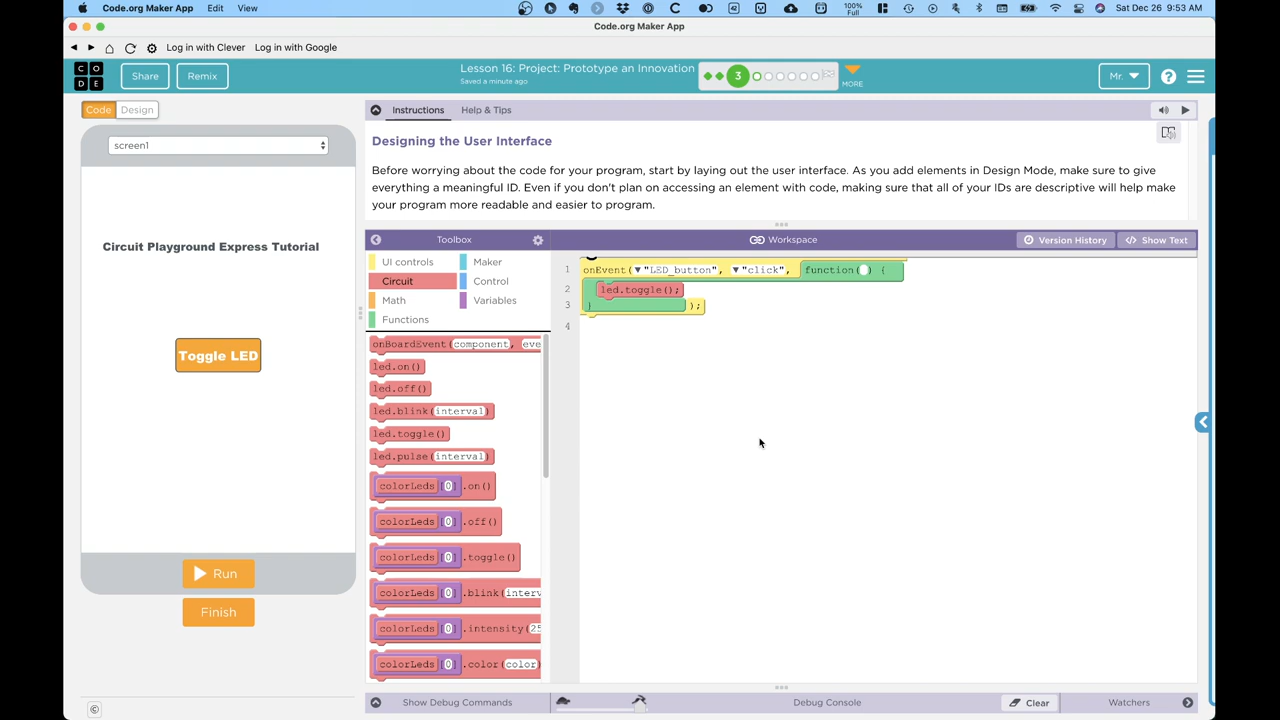 Code.org Maker App Edit View
100% Full
Sat Dec 26 9:53 AM
Code.org Maker App
Log in with Clever Log in with Google
C O D E
Share
Remix
Lesson 16: Project: Prototype an Innovation
Saved a minute ago
3
MORE
Mr.
Code Design
Instructions Help & Tips
screen1
Designing the User Interface
Before worrying about the code for your program, start by laying out the user interface. As you add elements in Design Mode, make sure to give
everything a meaningful ID. Even if you don't plan on accessing an element with code, making sure that all of your IDs are descriptive will help make
your program more readable and easier to program.
Toolbox
Workspace
Version History
Show Text
Circuit Playground Express Tutorial
Toggle LED
Run
Finish
UI controls
Maker
Circuit
Control
Math
Variables
Functions
onBoardEvent(component, eve
led.on()
led.off()
led.blink(interval)
led.toggle()
led.pulse(interval)
colorLeds[0].on()
colorLeds[0].off()
colorLeds[0].toggle()
colorLeds[0].blink(interv
colorLeds[0].intensity(25
colorLeds[0].color(color)
1 onEvent(▼"LED_button", ▼"click", function() {
2 led.toggle();
3 } );
4
©
Show Debug Commands
Debug Console
Clear
Watchers